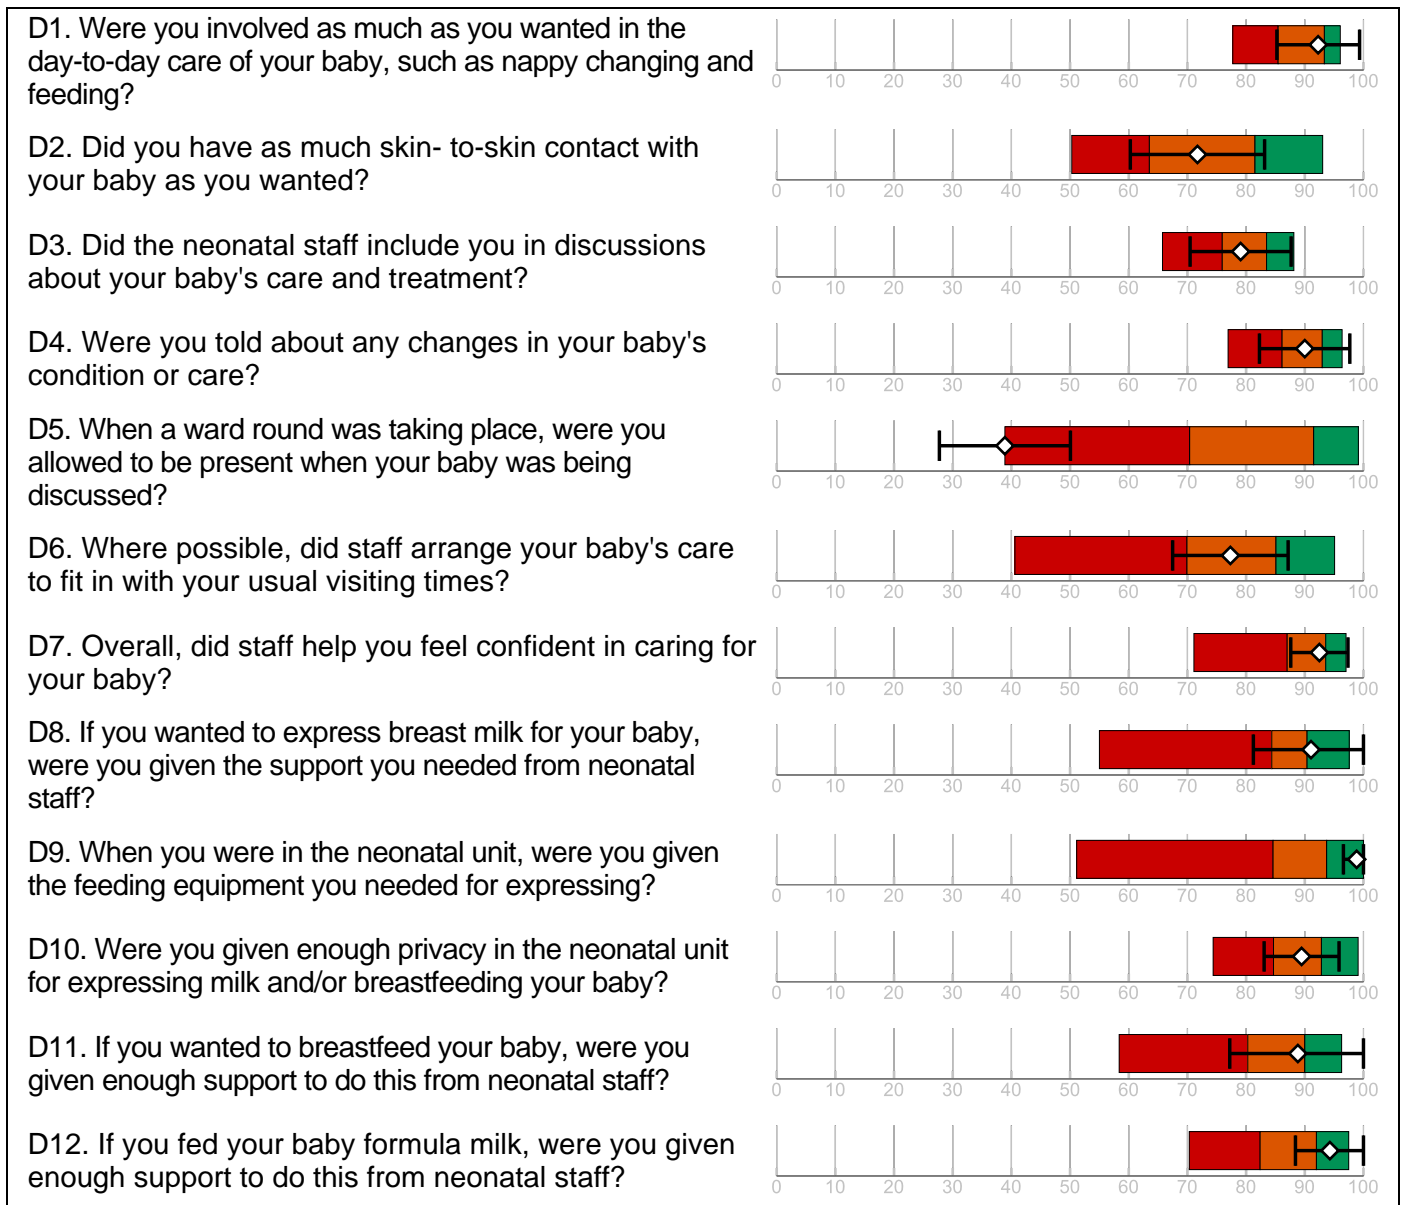 D1. Were you involved as much as you wanted in the
day-to-day care of your baby, such as nappy changing and
feeding?
0 10 20 30 40 50 60 70 80 90 100
D2. Did you have as much skin- to-skin contact with
your baby as you wanted?
0 10 20 30 40 50 60 70 80 90 100
D3. Did the neonatal staff include you in discussions
about your baby's care and treatment?
0 10 20 30 40 50 60 70 80 90 100
D4. Were you told about any changes in your baby's
condition or care?
0 10 20 30 40 50 60 70 80 90 100
D5. When a ward round was taking place, were you
allowed to be present when your baby was being
discussed?
0 10 20 30 40 50 60 70 80 90 100
D6. Where possible, did staff arrange your baby's care
to fit in with your usual visiting times?
0 10 20 30 40 50 60 70 80 90 100
D7. Overall, did staff help you feel confident in caring for
your baby?
0 10 20 30 40 50 60 70 80 90 100
D8. If you wanted to express breast milk for your baby,
were you given the support you needed from neonatal
staff?
0 10 20 30 40 50 60 70 80 90 100
D9. When you were in the neonatal unit, were you given
the feeding equipment you needed for expressing?
0 10 20 30 40 50 60 70 80 90 100
D10. Were you given enough privacy in the neonatal unit
for expressing milk and/or breastfeeding your baby?
0 10 20 30 40 50 60 70 80 90 100
D11. If you wanted to breastfeed your baby, were you
given enough support to do this from neonatal staff?
0 10 20 30 40 50 60 70 80 90 100
D12. If you fed your baby formula milk, were you given
enough support to do this from neonatal staff?
0 10 20 30 40 50 60 70 80 90 100